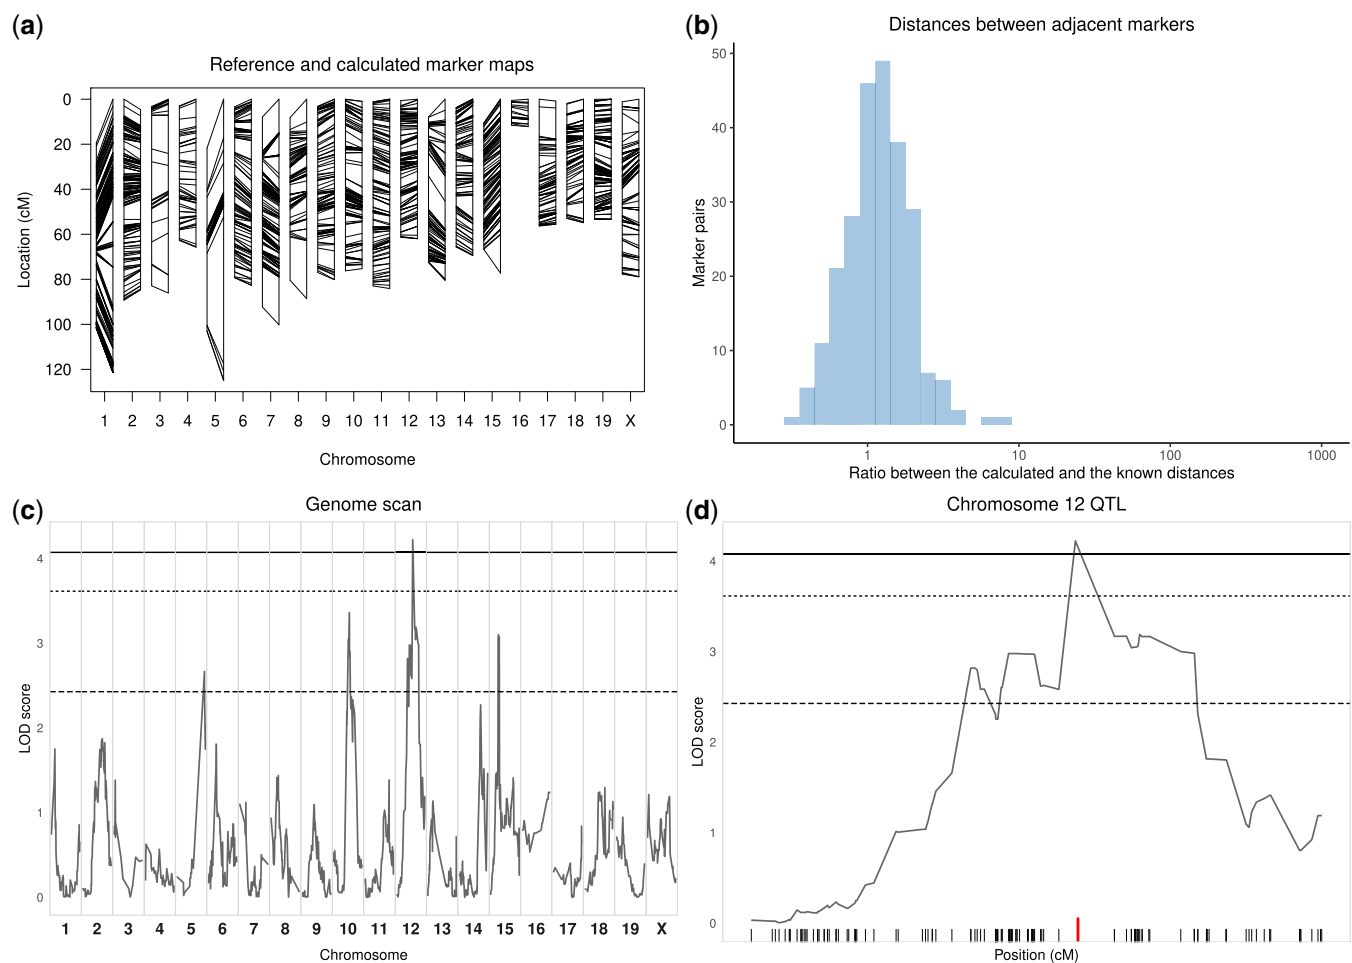 (a)
Reference and calculated marker maps
Location (cM)
0
20
40
60
80
100
120
1 2 3 4 5 6 7 8 9 10 11 12 13 14 15 16 17 18 19 X
Chromosome
(b)
Distances between adjacent markers
Marker pairs
50
40
30
20
10
0
1 10 100 1000
Ratio between the calculated and the known distances
(c)
Genome scan
LOD score
4
3
2
1
0
1 2 3 4 5 6 7 8 9 10 11 12 13 14 15 16 17 18 19 X
Chromosome
(d)
Chromosome 12 QTL
LOD score
4
3
2
1
0
Position (cM)